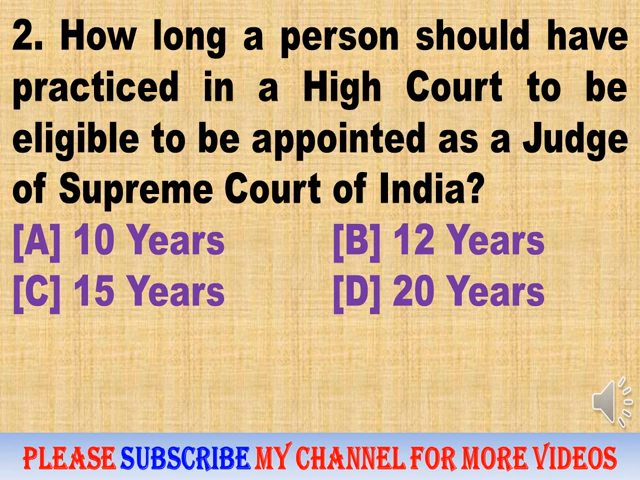 2. How long a person should have
practiced in a High Court to be
eligible to be appointed as a Judge
of Supreme Court of India?
[A] 10 Years [B] 12 Years
[C] 15 Years [D] 20 Years
PLEASE SUBSCRIBE MY CHANNEL FOR MORE VIDEOS